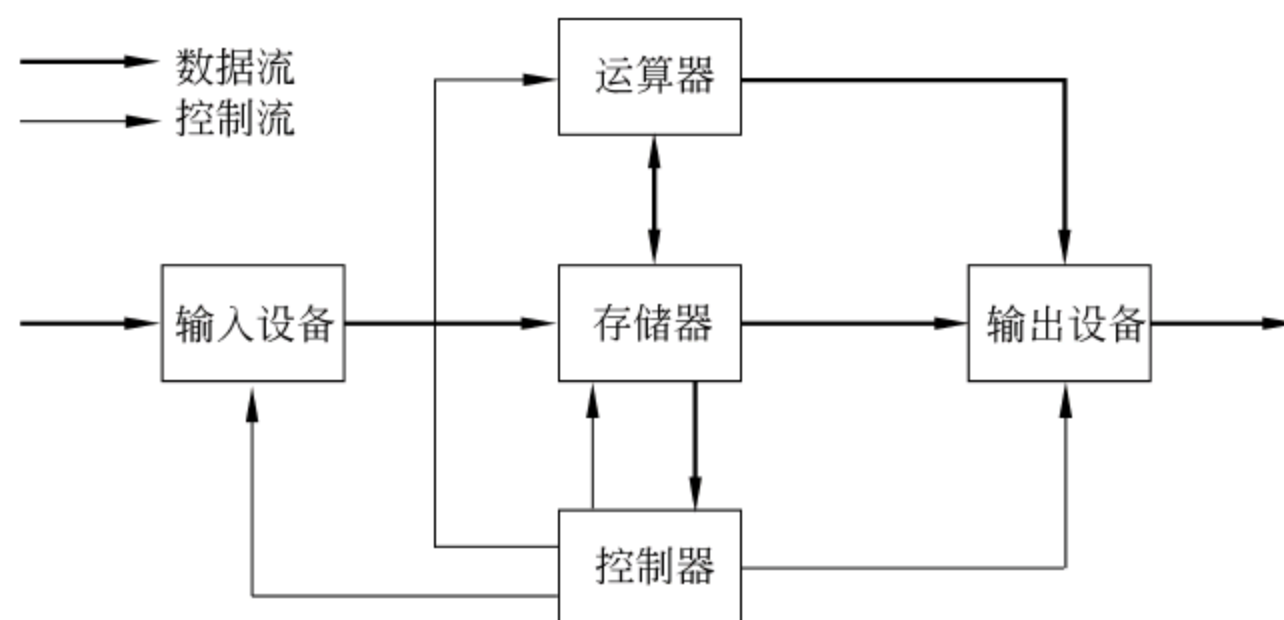 数据流
控制流
运算器
输入设备
存储器
输出设备
控制器